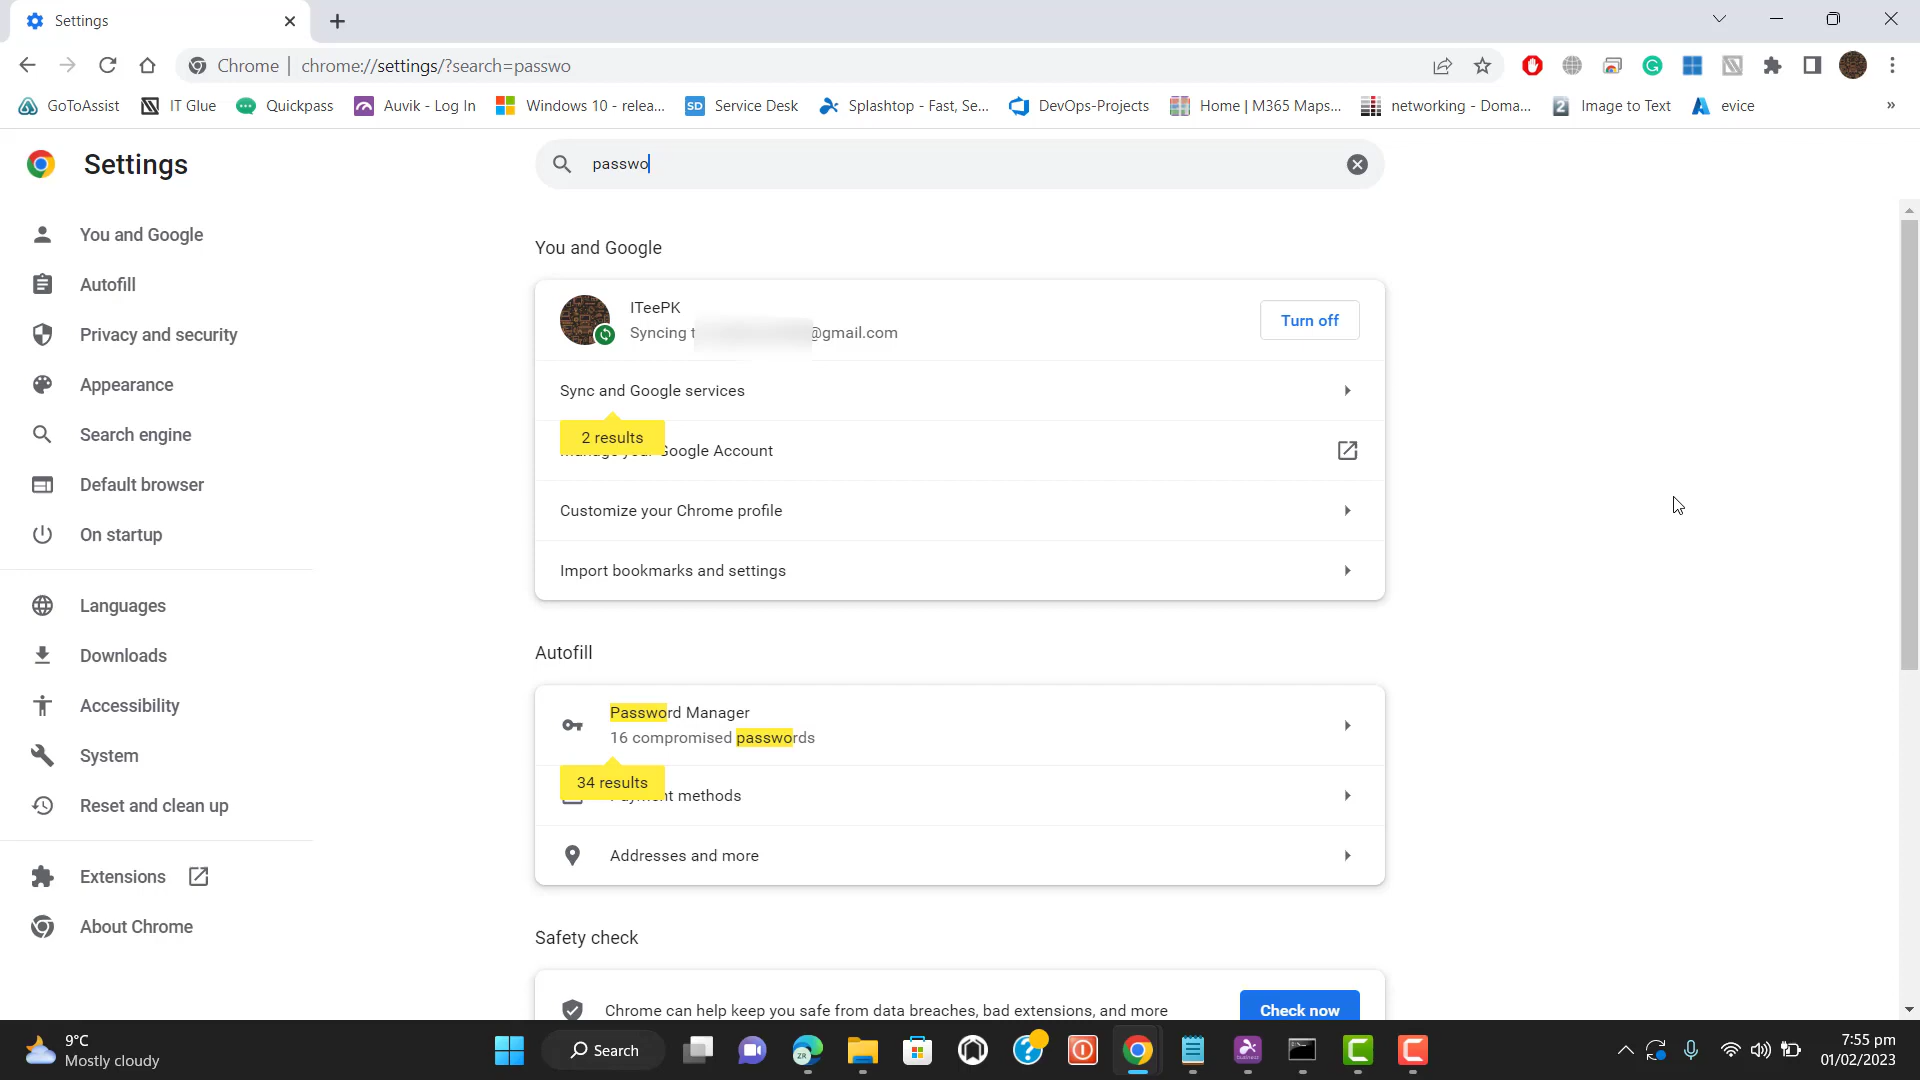 Settings
Chrome | chrome://settings/?search=passwo
GoToAssist IT Glue Quickpass Auvik - Log In Windows 10 - relea... SD Service Desk Splashtop - Fast, Se... DevOps-Projects Home | M365 Maps... networking - Doma... 2 Image to Text evice »
Settings
passwo
You and Google
Autofill
Privacy and security
Appearance
Search engine
Default browser
On startup
Languages
Downloads
Accessibility
System
Reset and clean up
Extensions
About Chrome
You and Google
ITeePK
Syncing t @gmail.com
Turn off
Sync and Google services
2 results
Google Account
Customize your Chrome profile
Import bookmarks and settings
Autofill
Password Manager
16 compromised passwords
34 results
methods
Addresses and more
Safety check
Chrome can help keep you safe from data breaches, bad extensions, and more
Check now
9°C
Mostly cloudy
Search
ZR
7:55 pm
01/02/2023